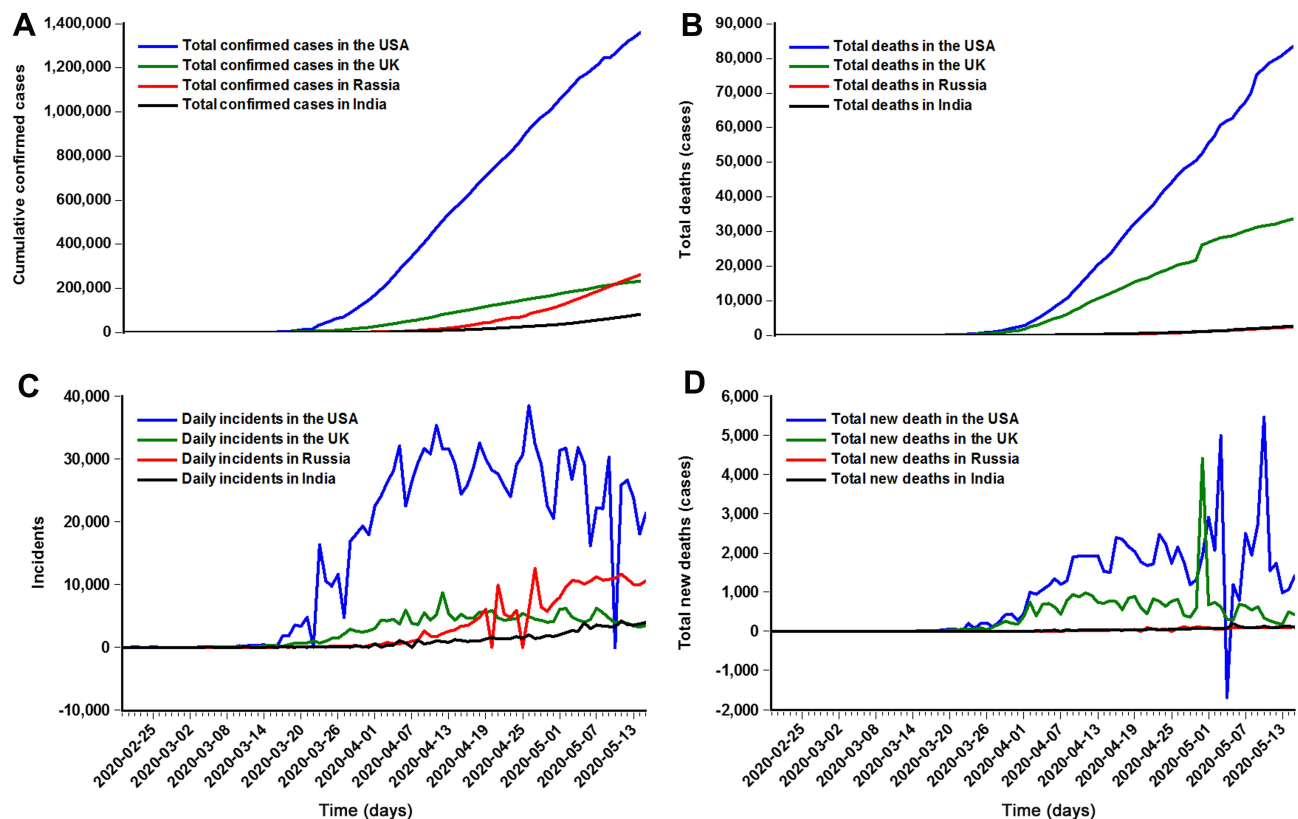 A
1,400,000
1,200,000
1,000,000
800,000
600,000
400,000
200,000
0
Cumulative confirmed cases
Total confirmed cases in the USA
Total confirmed cases in the UK
Total confirmed cases in Rassia
Total confirmed cases in India
B
90,000
80,000
70,000
60,000
50,000
40,000
30,000
20,000
10,000
0
Total deaths (cases)
Total deaths in the USA
Total deaths in the UK
Total deaths in Russia
Total deaths in India
C
40,000
30,000
20,000
10,000
0
-10,000
Incidents
Daily incidents in the USA
Daily incidents in the UK
Daily incidents in Russia
Daily incidents in India
2020-02-25
2020-03-02
2020-03-08
2020-03-14
2020-03-20
2020-03-26
2020-04-01
2020-04-07
2020-04-13
2020-04-19
2020-04-25
2020-05-01
2020-05-07
2020-05-13
Time (days)
D
6,000
5,000
4,000
3,000
2,000
1,000
0
-1,000
-2,000
Total new deaths (cases)
Total new death in the USA
Total new deaths in the UK
Total new deaths in Russia
Total new deaths in India
2020-02-25
2020-03-02
2020-03-08
2020-03-14
2020-03-20
2020-03-26
2020-04-01
2020-04-07
2020-04-13
2020-04-19
2020-04-25
2020-05-01
2020-05-07
2020-05-13
Time (days)